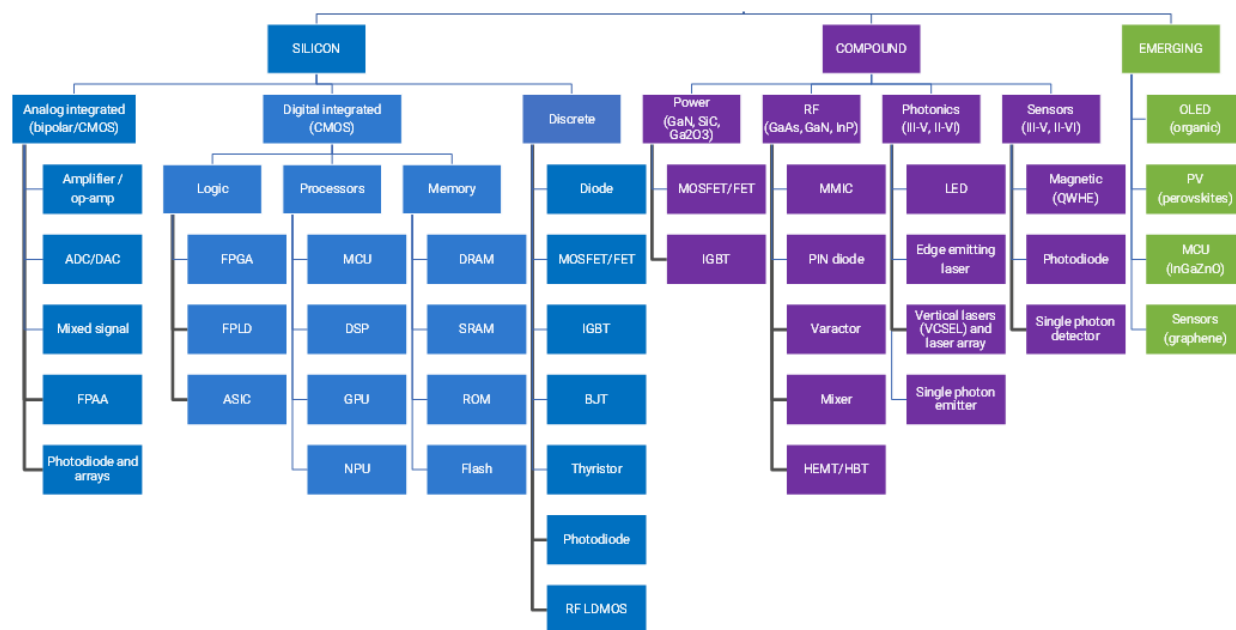 SILICON
COMPOUND
EMERGING
Analog integrated
(bipolar/CMOS)
Digital integrated
(CMOS)
Discrete
Power
(GaN, SiC,
Ga2O3)
RF
(GaAs, GaN, InP)
Photonics
(III-V, II-VI)
Sensors
(III-V, II-VI)
OLED
(organic)
Amplifier /
op-amp
Logic
Processors
Memory
Diode
MOSFET/FET
MMIC
LED
Magnetic
(QWHE)
PV
(perovskites)
ADC/DAC
FPGA
MCU
DRAM
MOSFET/FET
IGBT
PIN diode
Edge emitting
laser
Photodiode
MCU
(InGaZnO)
Mixed signal
FPLD
DSP
SRAM
IGBT
Varactor
Vertical lasers
(VCSEL) and
laser array
Single photon
detector
Sensors
(graphene)
FPAA
ASIC
GPU
ROM
BJT
Mixer
Single photon
emitter
Photodiode and
arrays
NPU
Flash
Thyristor
HEMT/HBT
Photodiode
RF LDMOS